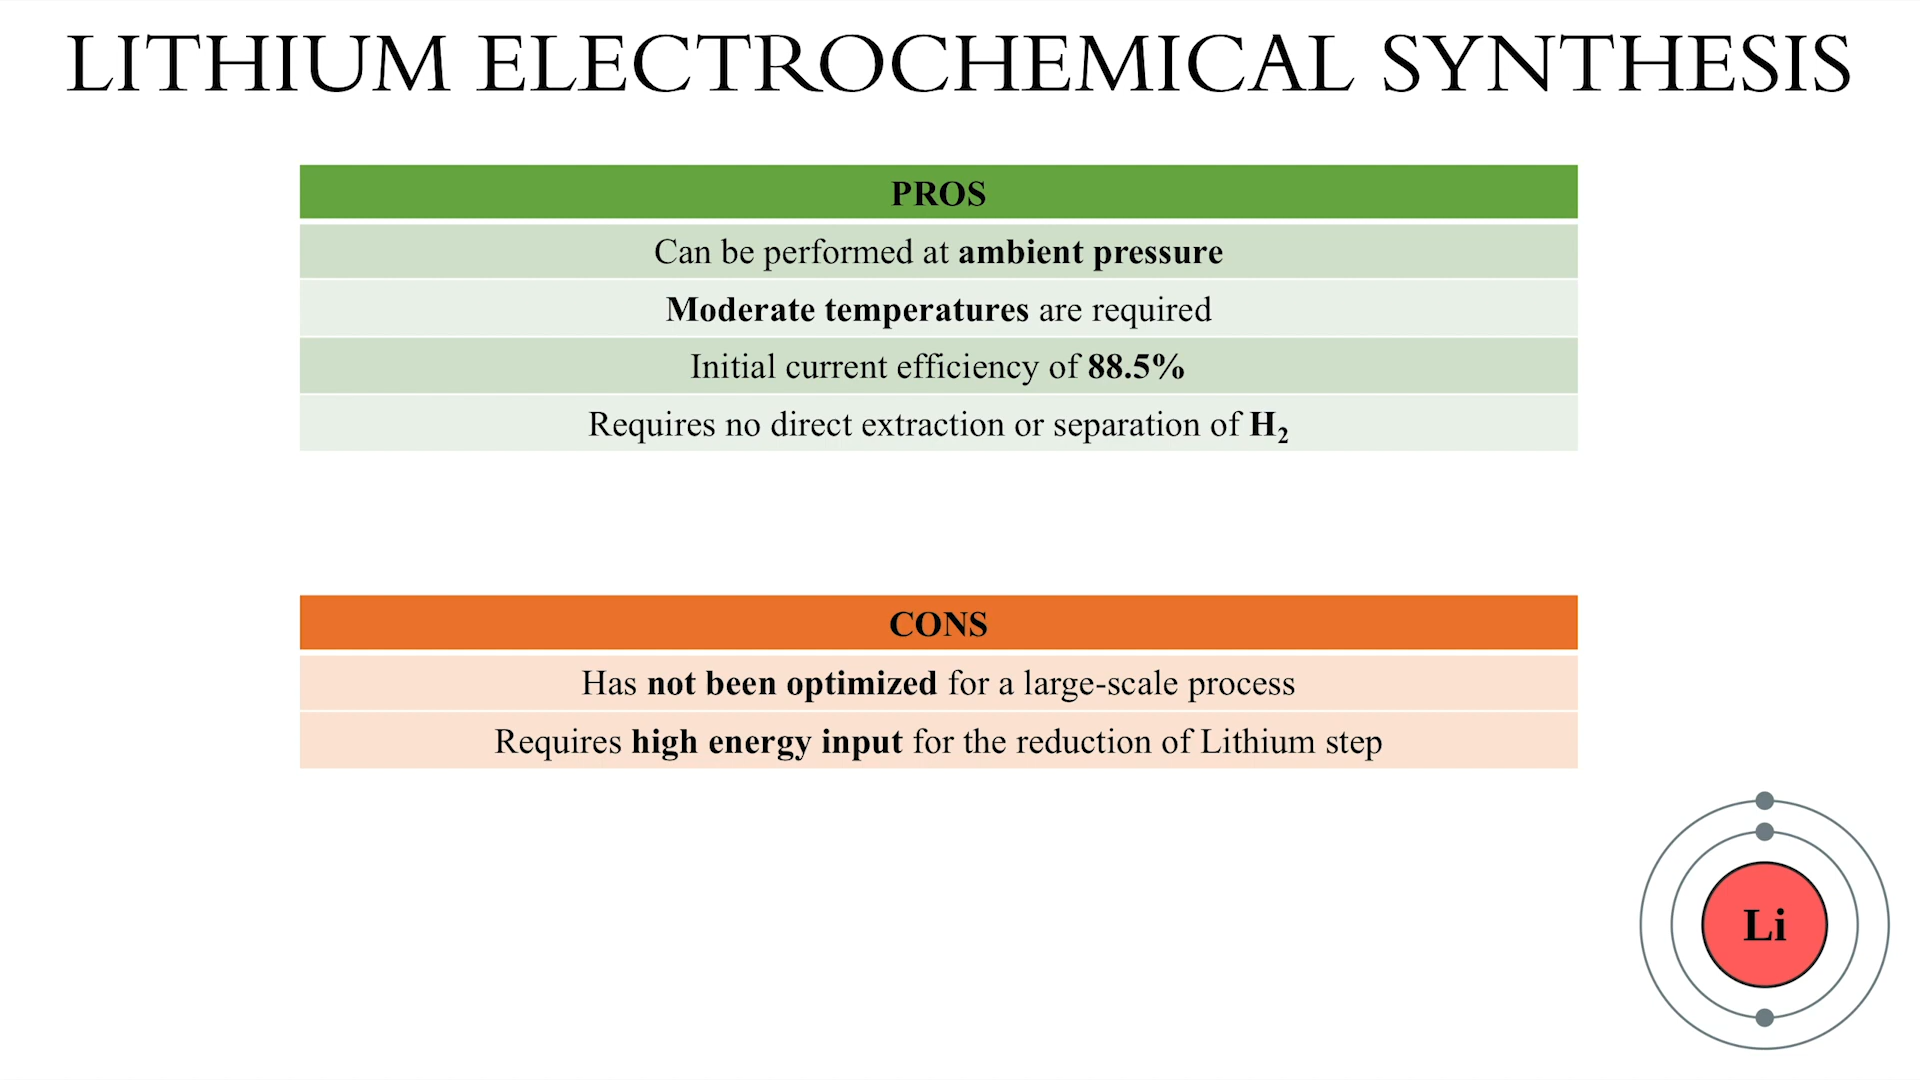 LITHIUM ELECTROCHEMICAL SYNTHESIS
PROS
Can be performed at ambient pressure
Moderate temperatures are required
Initial current efficiency of 88.5%
Requires no direct extraction or separation of H₂
CONS
Has not been optimized for a large-scale process
Requires high energy input for the reduction of Lithium step
Li